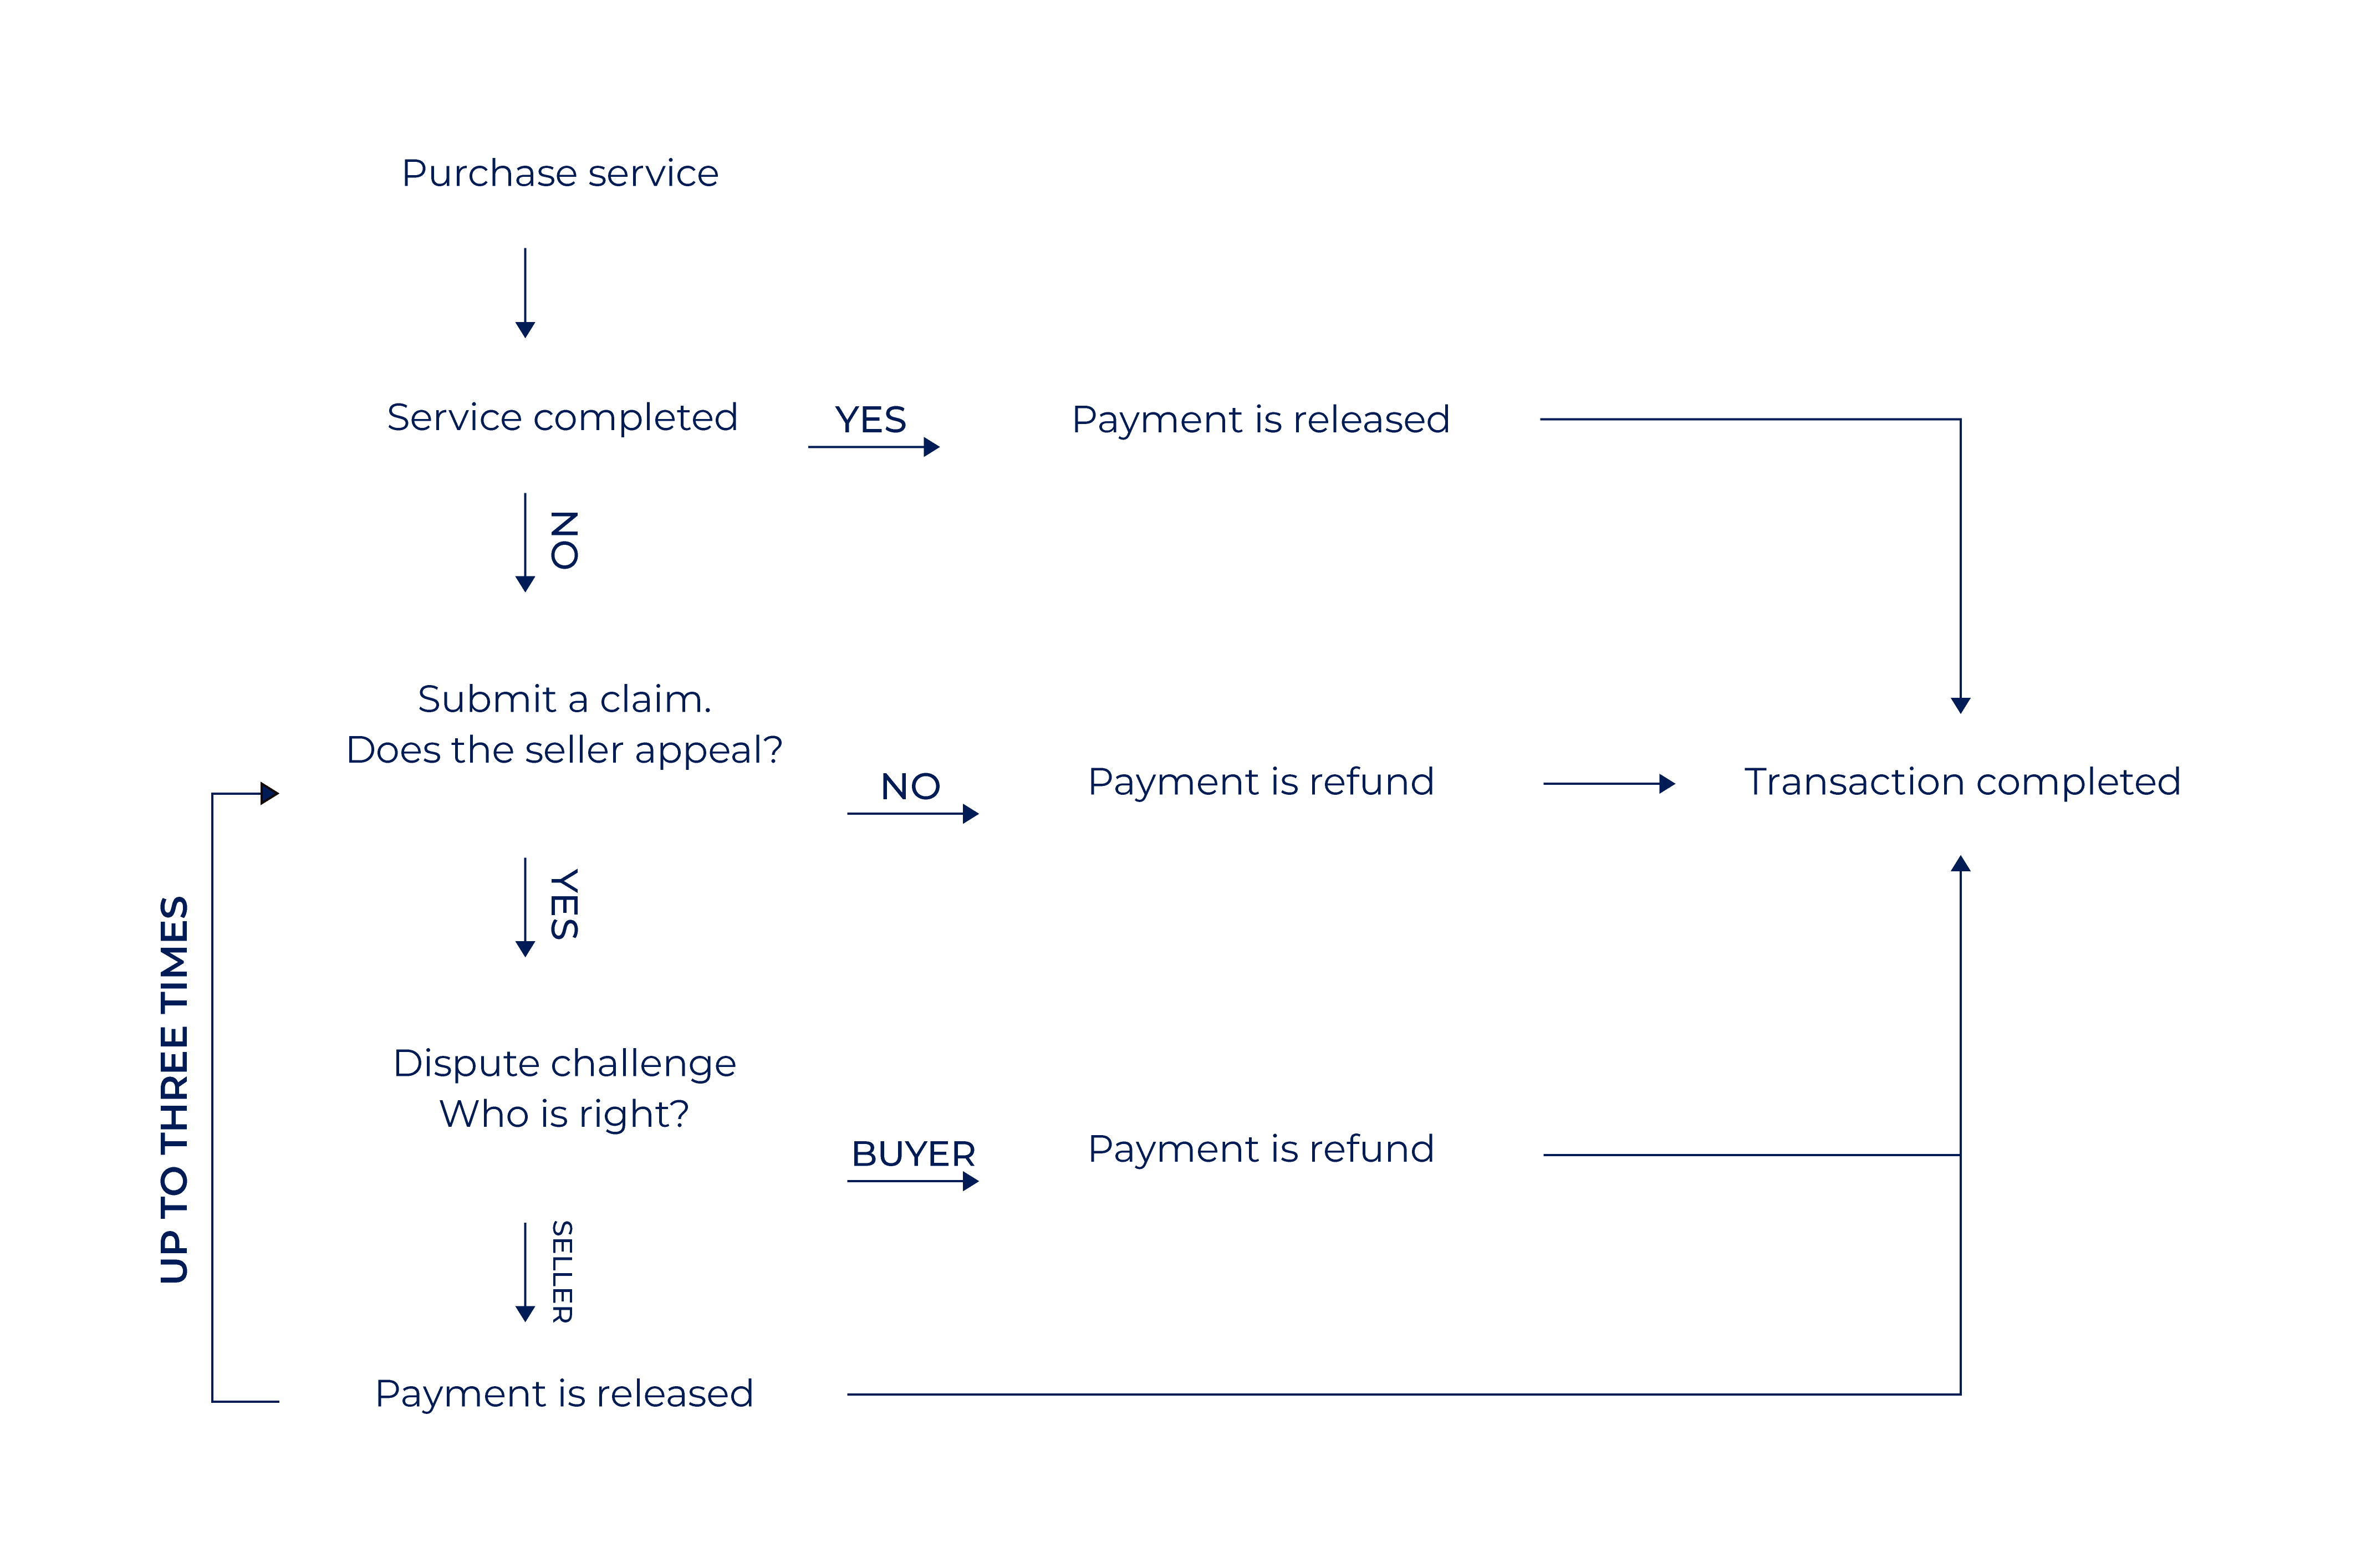 Purchase service
Service completed
YES
Payment is released
NO
Submit a claim.
Does the seller appeal?
NO
Payment is refund
Transaction completed
YES
UP TO THREE TIMES
Dispute challenge
Who is right?
BUYER
Payment is refund
SELLER
Payment is released